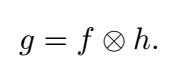 g = f ⊗ h.